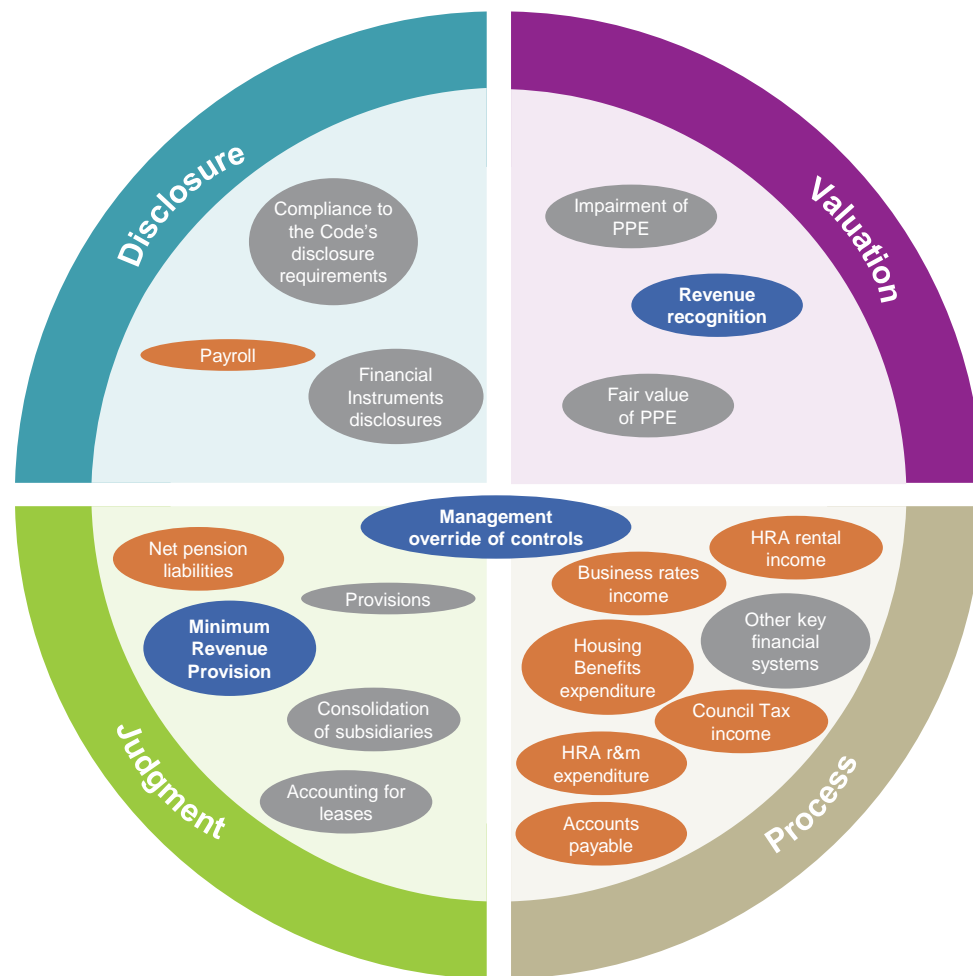 Disclosure
Compliance to
the Code's
disclosure
requirements
Payroll
Financial
Instruments
disclosures
Valuation
Impairment of
PPE
Revenue
recognition
Fair value
of PPE
Management
override of controls
Judgment
Net pension
liabilities
Provisions
Minimum
Revenue
Provision
Consolidation
of subsidiaries
Accounting for
leases
Process
HRA rental
income
Business rates
income
Other key
financial
systems
Housing
Benefits
expenditure
Council Tax
income
HRA r&m
expenditure
Accounts
payable